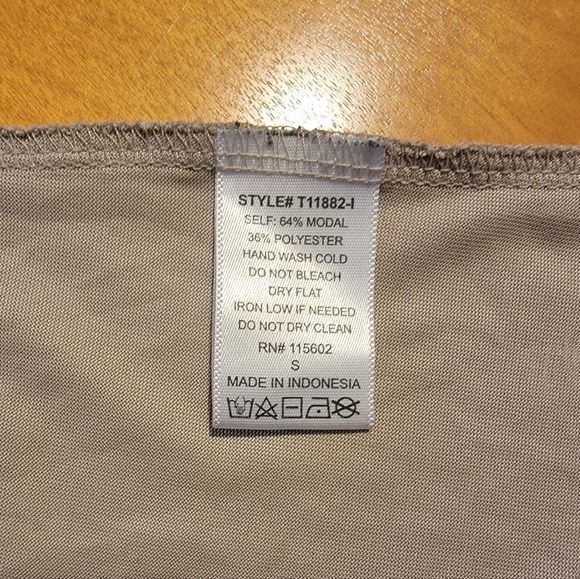 STYLE# T11882-I
SELF: 64% MODAL
36% POLYESTER
HAND WASH COLD
DO NOT BLEACH
DRY FLAT
IRON LOW IF NEEDED
DO NOT DRY CLEAN
RN# 115602
S
MADE IN INDONESIA